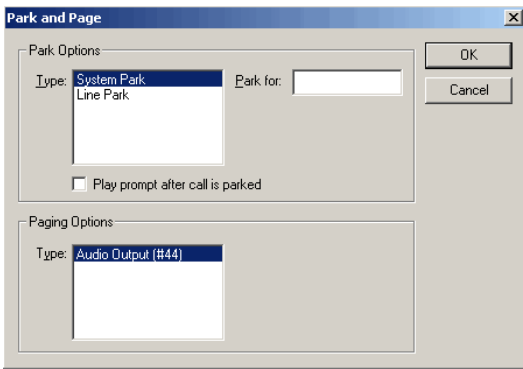 Park and Page
Park Options
OK
Type:
System Park
Park for:
Line Park
Cancel
Play prompt after call is parked
Paging Options
Type:
Audio Output (#44)